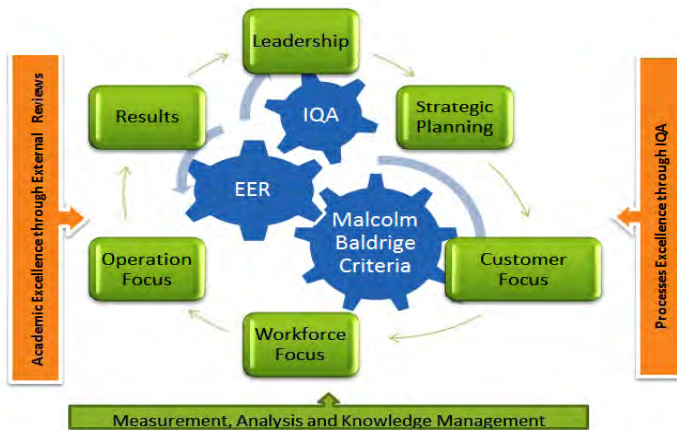 Leadership
Strategic
Planning
Customer
Focus
Workforce
Focus
Operation
Focus
Results
IQA
EER
Malcolm
Baldrige
Criteria
Academic Excellence through External Reviews
Processes Excellence through IQA
Measurement, Analysis and Knowledge Management